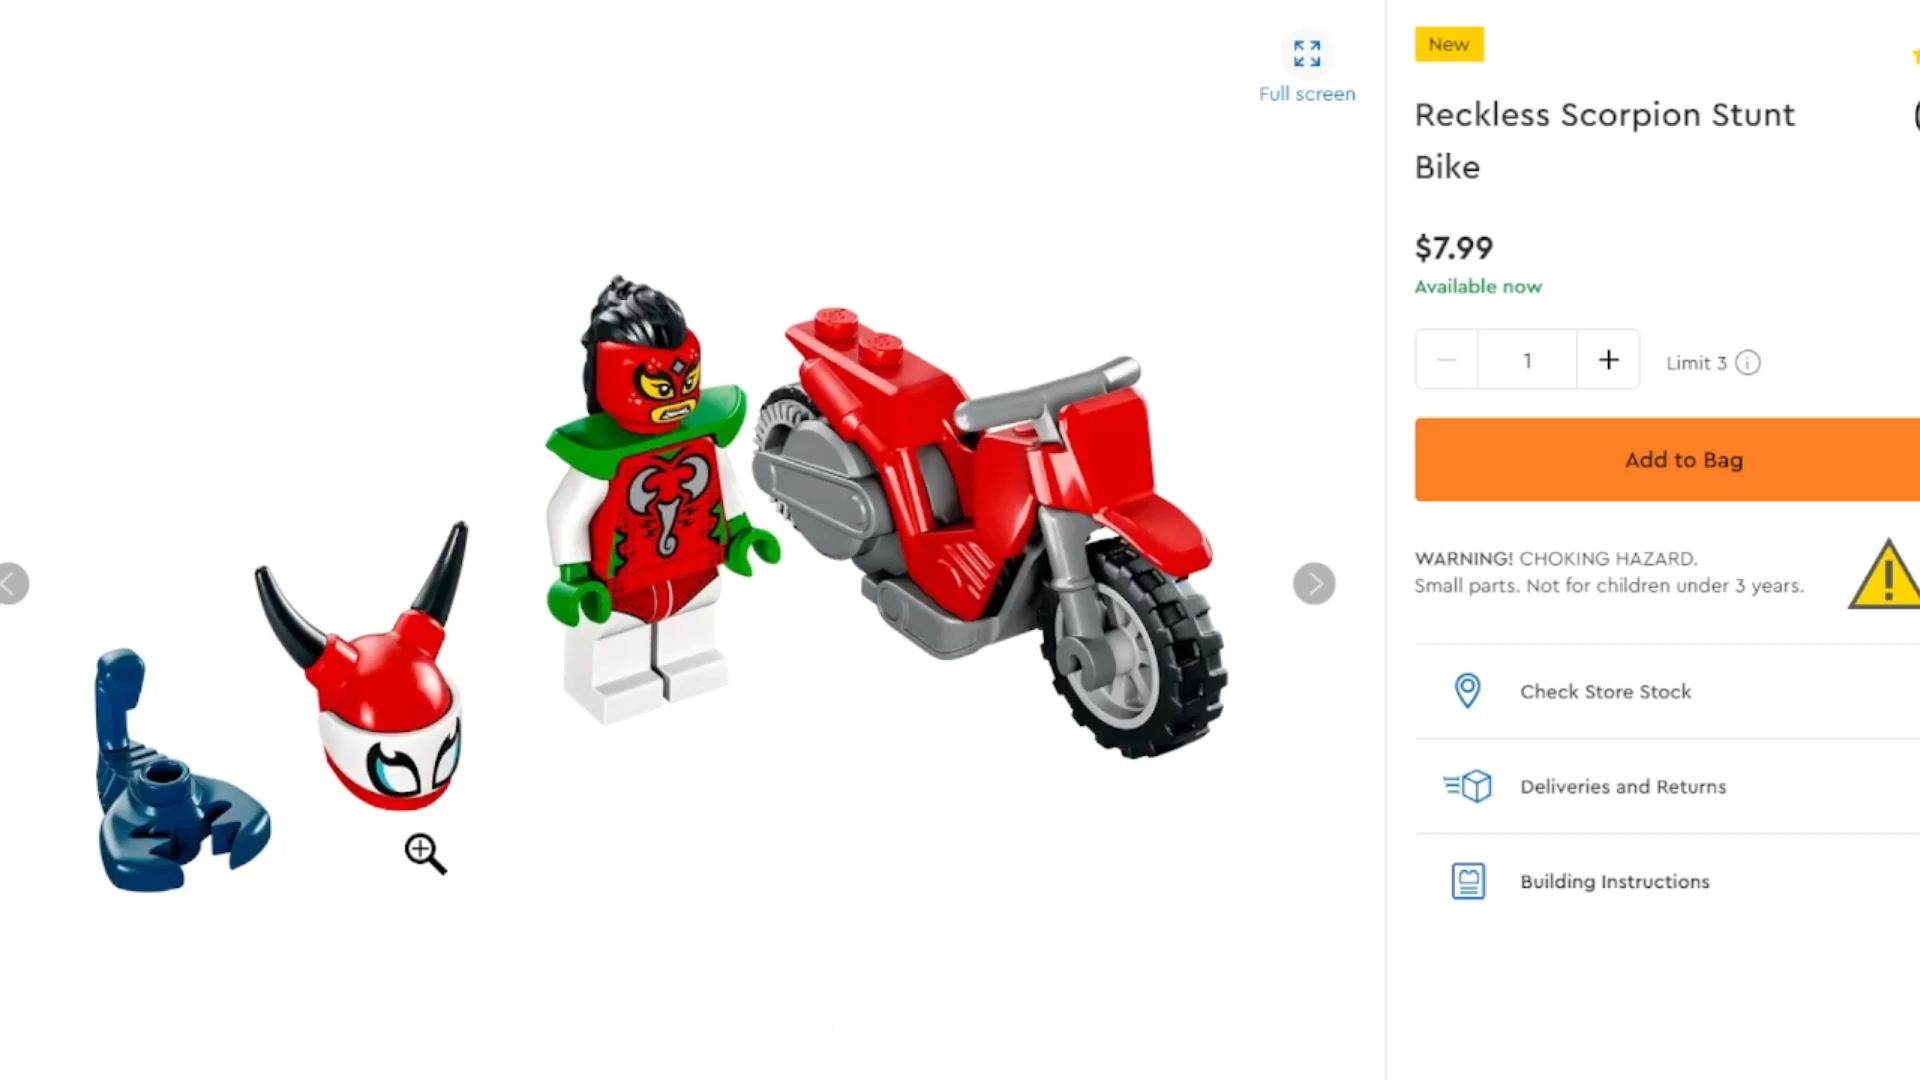 Full screen
New
Reckless Scorpion Stunt
Bike
$7.99
Available now
1
Limit 3
Add to Bag
WARNING! CHOKING HAZARD.
Small parts. Not for children under 3 years.
Check Store Stock
Deliveries and Returns
Building Instructions